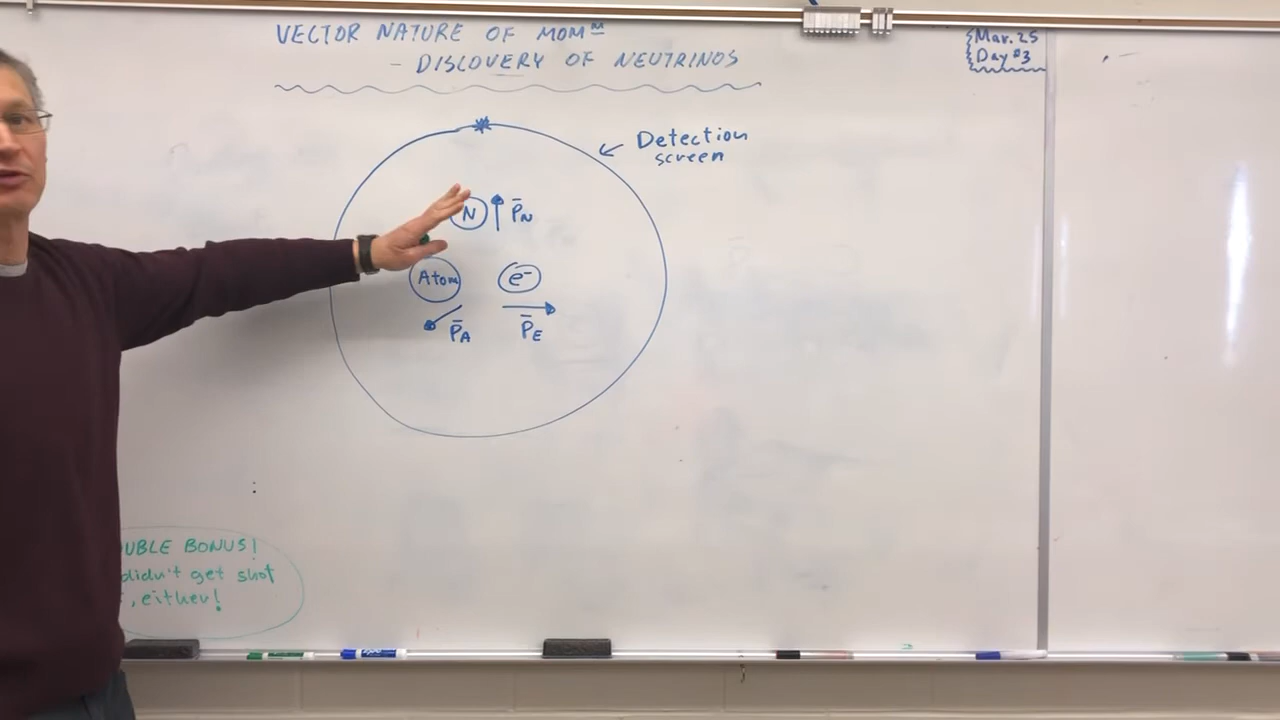 VECTOR NATURE OF MOMᵐ
- DISCOVERY OF NEUTRINOS
Mar. 25
Day #3
Detection
screen
N
P̄N
Atom
e⁻
P̄A
P̄E
UBLE BONUS!
didn't get shot
, either!